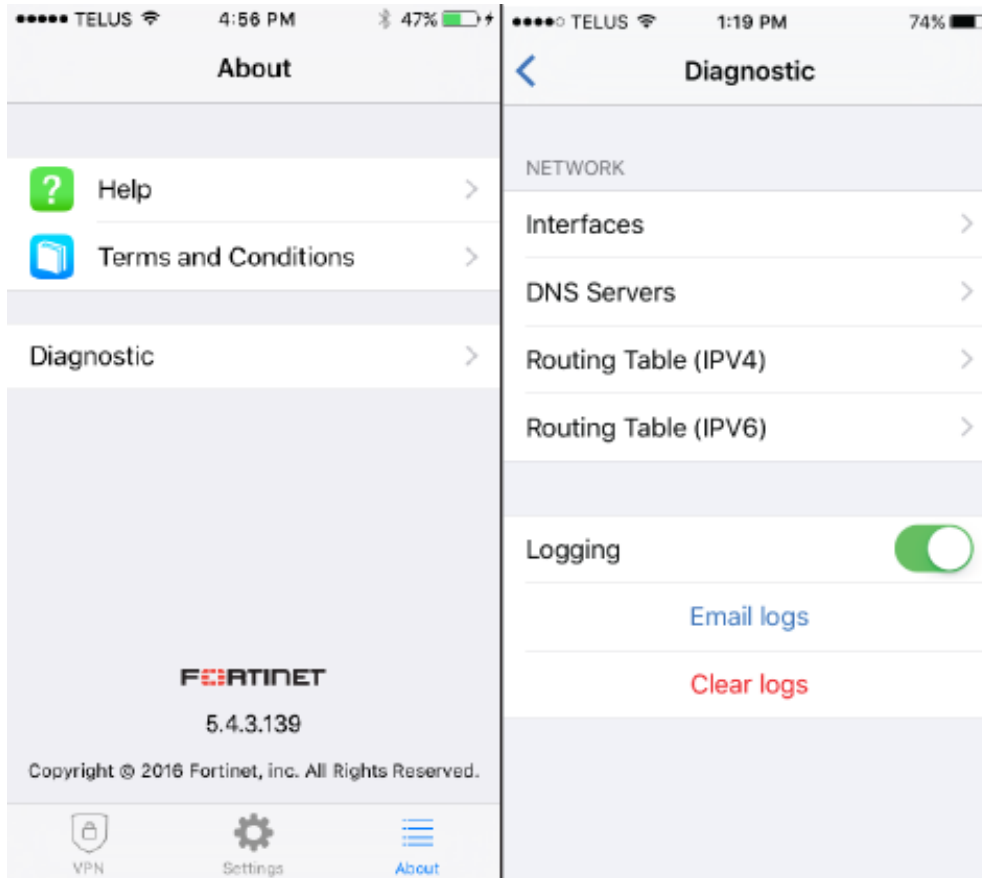 TELUS 4:56 PM 47%
About
Help
Terms and Conditions
Diagnostic
FORTINET
5.4.3.139
Copyright © 2016 Fortinet, inc. All Rights Reserved.
VPN Settings About
TELUS 1:19 PM 74%
Diagnostic
NETWORK
Interfaces
DNS Servers
Routing Table (IPV4)
Routing Table (IPV6)
Logging
Email logs
Clear logs